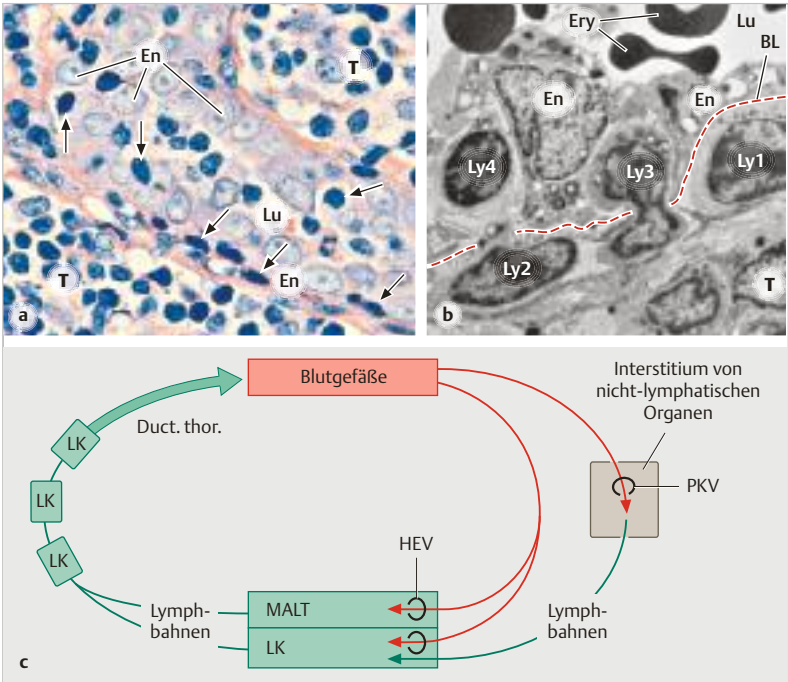 En
T
Lu
T
En
a
Ery
Lu
BL
En
En
Ly4
Ly3
Ly1
Ly2
T
b
Blutgefäße
Interstitium von
nicht-lymphatischen
Organen
Duct. thor.
LK
LK
LK
PKV
HEV
MALT
LK
Lymph-
bahnen
Lymph-
bahnen
c